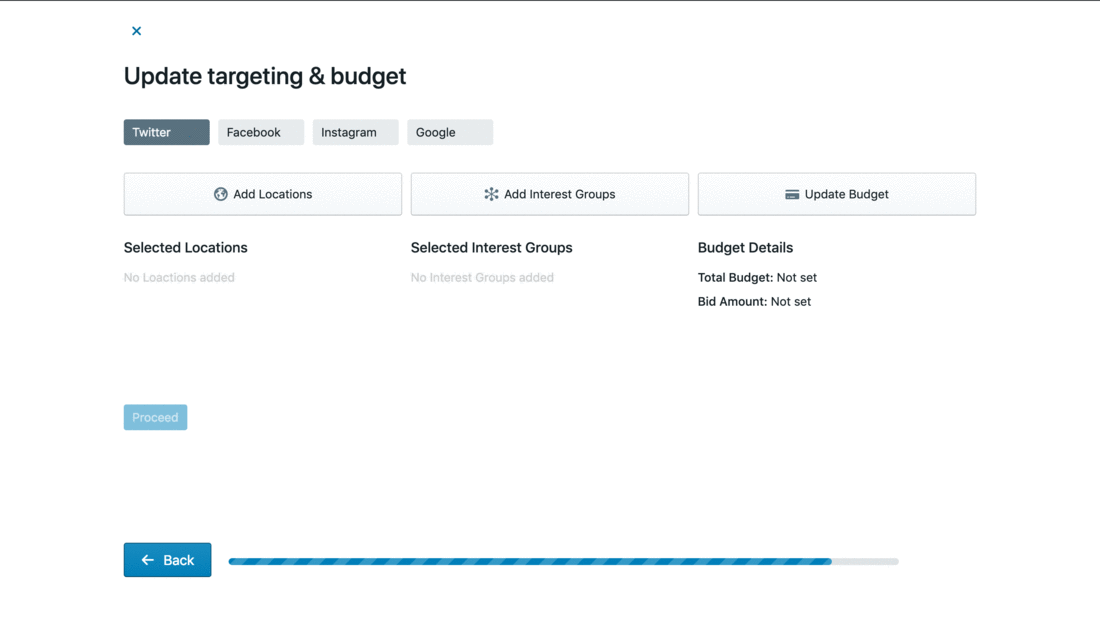 Update targeting & budget
Twitter
Facebook
Instagram
Google
Add Locations
Add Interest Groups
Update Budget
Selected Locations
Selected Interest Groups
Budget Details
No Loactions added
No Interest Groups added
Total Budget: Not set
Bid Amount: Not set
Proceed
Back